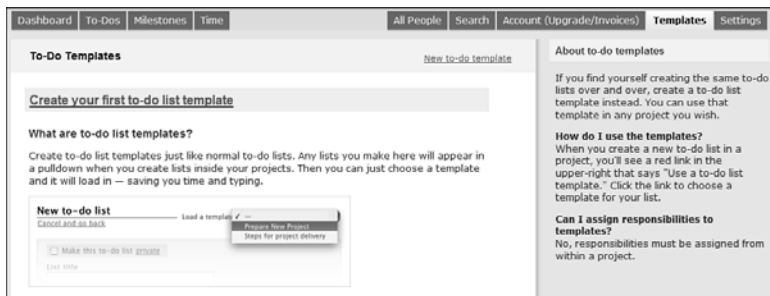 Dashboard To-Dos Milestones Time All People Search Account (Upgrade/Invoices) Templates Settings
To-Do Templates New to-do template
Create your first to-do list template
What are to-do list templates?
Create to-do list templates just like normal to-do lists. Any lists you make here will appear in
a pulldown when you create lists inside your projects. Then you can just choose a template
and it will load in — saving you time and typing.
New to-do list Load a template ✓ —
Cancel and go back Prepare New Project
Steps for project delivery
Make this to-do list private
List title
About to-do templates
If you find yourself creating the same to-do
lists over and over, create a to-do list
template instead. You can use that
template in any project you wish.
How do I use the templates?
When you create a new to-do list in a
project, you'll see a red link in the
upper-right that says "Use a to-do list
template." Click the link to choose a
template for your list.
Can I assign responsibilities to
templates?
No, responsibilities must be assigned from
within a project.